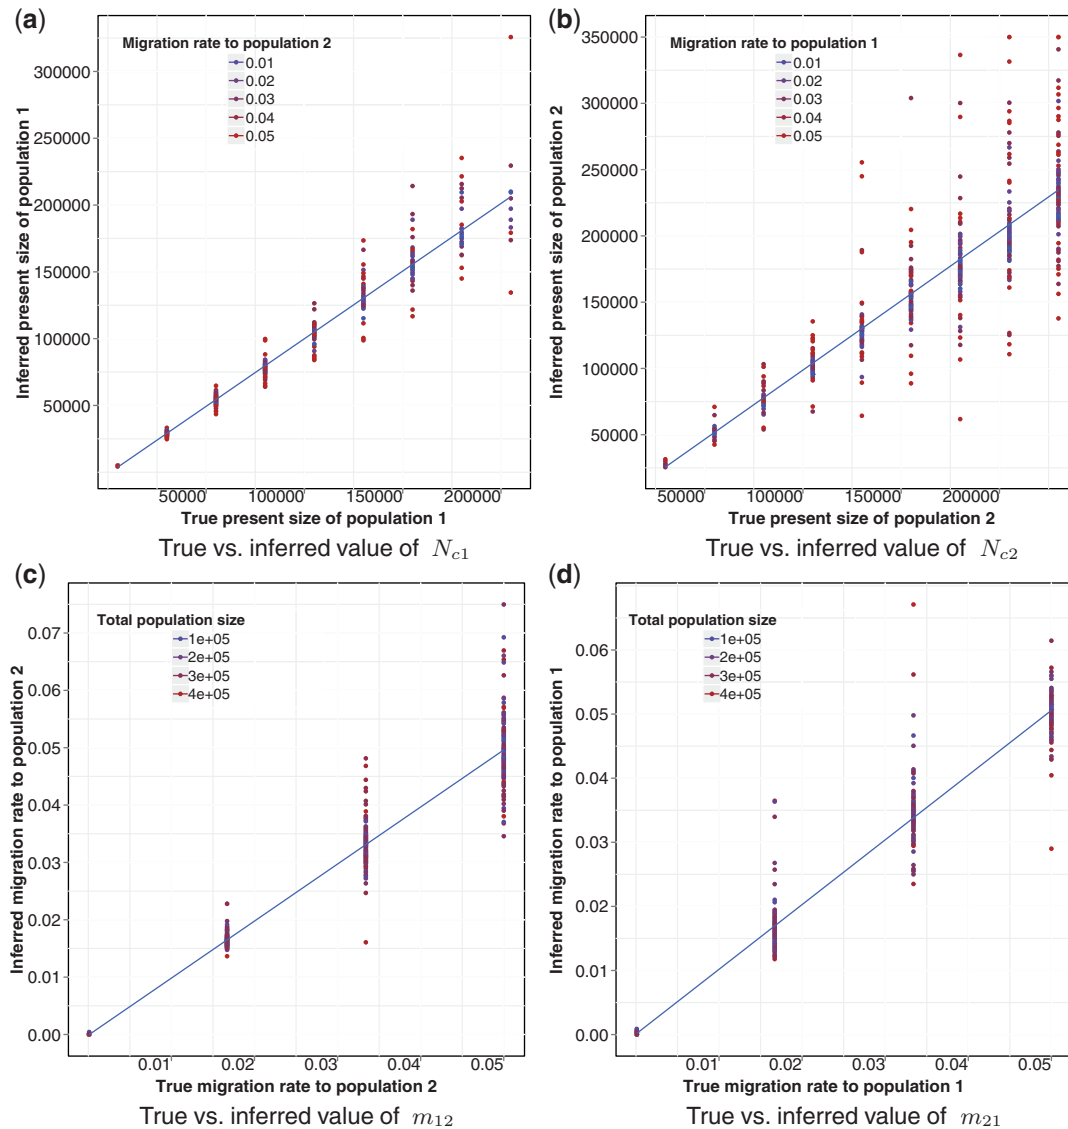 (a)
Migration rate to population 2
0.01
0.02
0.03
0.04
0.05
Inferred present size of population 1
300000
250000
200000
150000
100000
50000
50000 100000 150000 200000
True present size of population 1
True vs. inferred value of N_{c1}
(b)
Migration rate to population 1
0.01
0.02
0.03
0.04
0.05
Inferred present size of population 2
350000
300000
250000
200000
150000
100000
50000
50000 100000 150000 200000
True present size of population 2
True vs. inferred value of N_{c2}
(c)
Total population size
1e+05
2e+05
3e+05
4e+05
Inferred migration rate to population 2
0.07
0.06
0.05
0.04
0.03
0.02
0.01
0.00
0.01 0.02 0.03 0.04 0.05
True migration rate to population 2
True vs. inferred value of m_{12}
(d)
Total population size
1e+05
2e+05
3e+05
4e+05
Inferred migration rate to population 1
0.06
0.05
0.04
0.03
0.02
0.01
0.00
0.01 0.02 0.03 0.04 0.05
True migration rate to population 1
True vs. inferred value of m_{21}